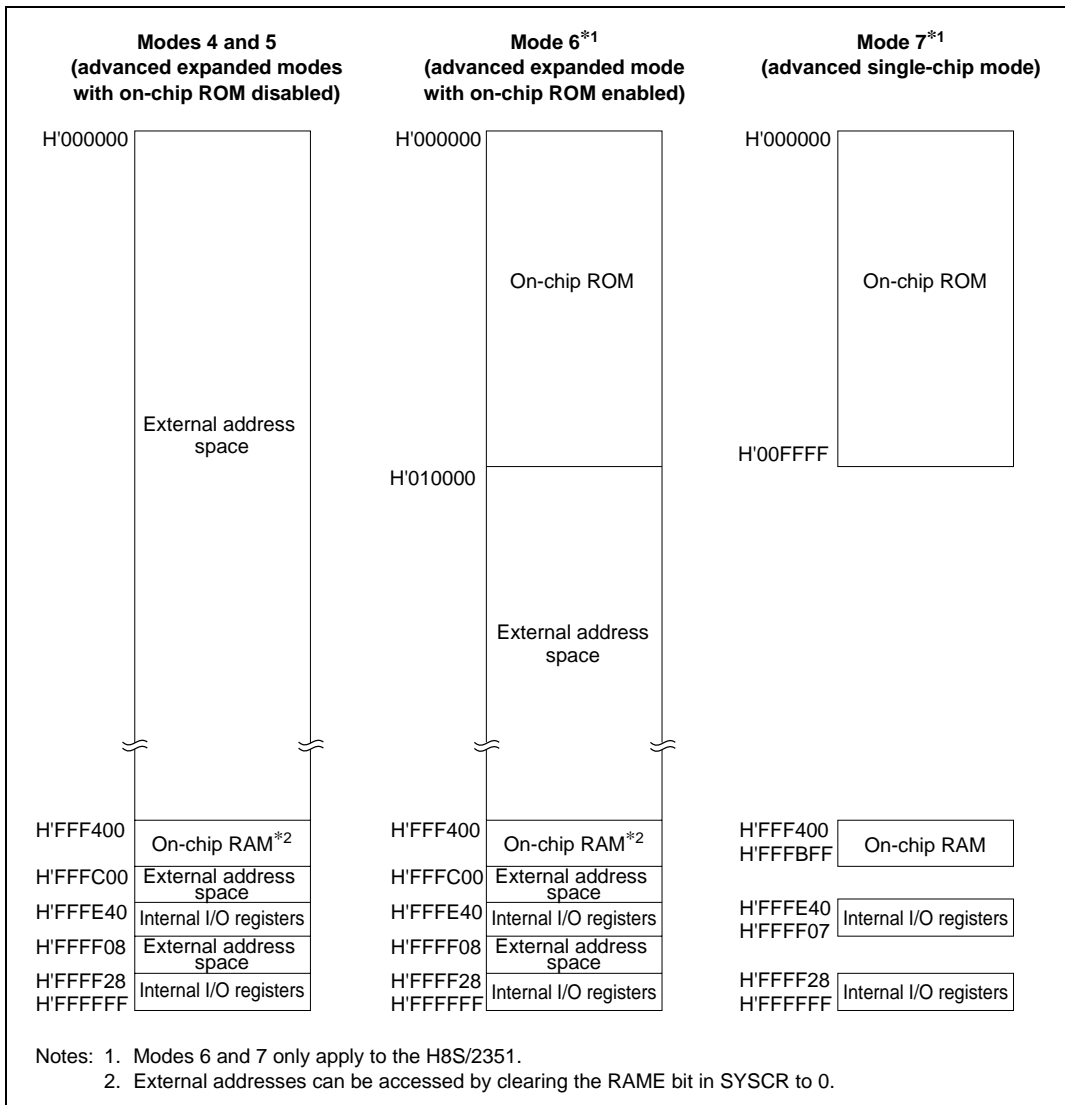 Modes 4 and 5
(advanced expanded modes
with on-chip ROM disabled)
H'000000
External address
space
H'FFF400
On-chip RAM*2
H'FFFC00
External address
space
H'FFFE40
Internal I/O registers
H'FFFF08
External address
space
H'FFFF28
Internal I/O registers
H'FFFFFF
Mode 6*1
(advanced expanded mode
with on-chip ROM enabled)
H'000000
On-chip ROM
H'010000
External address
space
H'FFF400
On-chip RAM*2
H'FFFC00
External address
space
H'FFFE40
Internal I/O registers
H'FFFF08
External address
space
H'FFFF28
Internal I/O registers
H'FFFFFF
Mode 7*1
(advanced single-chip mode)
H'000000
On-chip ROM
H'00FFFF
H'FFF400
On-chip RAM
H'FFFBFF
H'FFFE40
Internal I/O registers
H'FFFF07
H'FFFF28
Internal I/O registers
H'FFFFFF
Notes: 1. Modes 6 and 7 only apply to the H8S/2351.
2. External addresses can be accessed by clearing the RAME bit in SYSCR to 0.